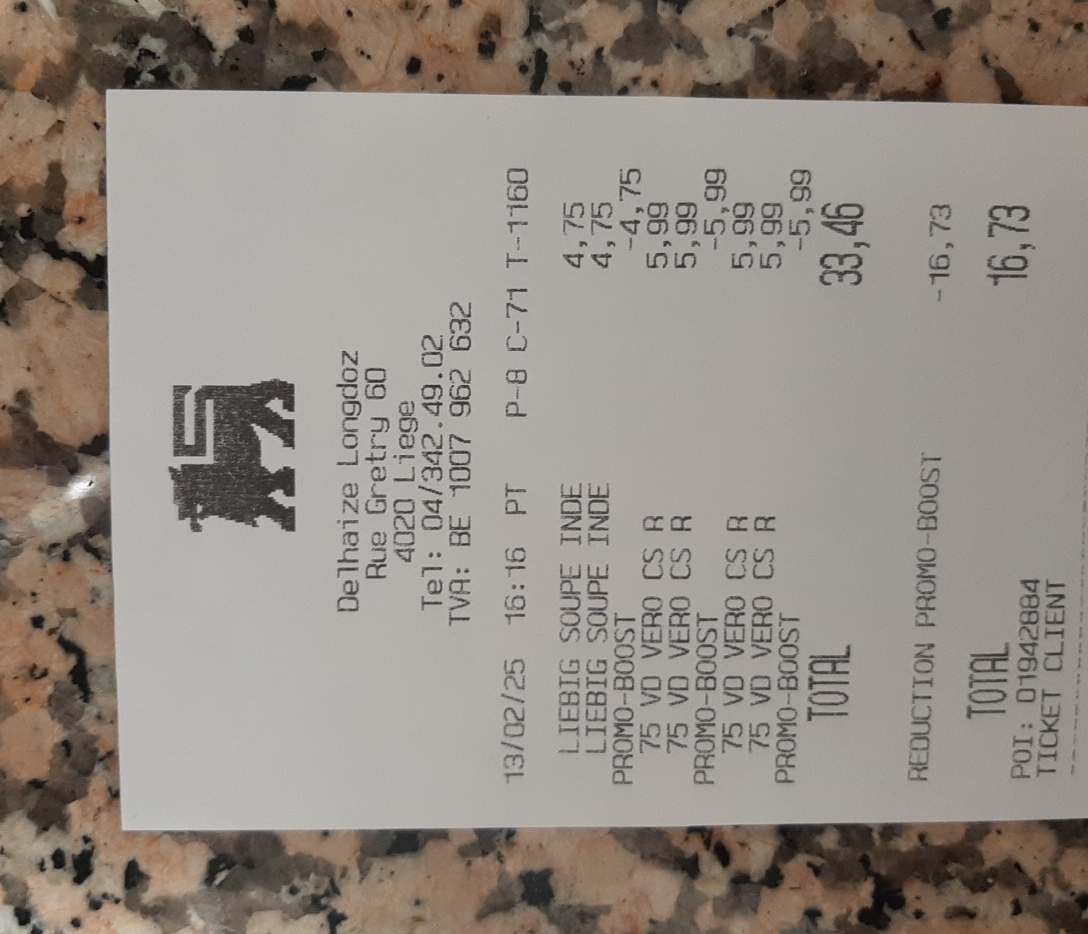 Delhaize Longdoz
Rue Gretry 60
4020 Liege
Tel: 04/342.49.02
TVA: BE 1007 962 632
13/02/25 16:16 PT P-8 C-71 T-1160
LIEBIG SOUPE INDE 4,75
LIEBIG SOUPE INDE 4,75
PROMO-BOOST -4,75
75 VD VERO CS R 5,99
75 VD VERO CS R 5,99
PROMO-BOOST -5,99
75 VD VERO CS R 5,99
75 VD VERO CS R 5,99
PROMO-BOOST -5,99
TOTAL 33,46
REDUCTION PROMO-BOOST -16,73
TOTAL 16,73
POI: 01942884
TICKET CLIENT